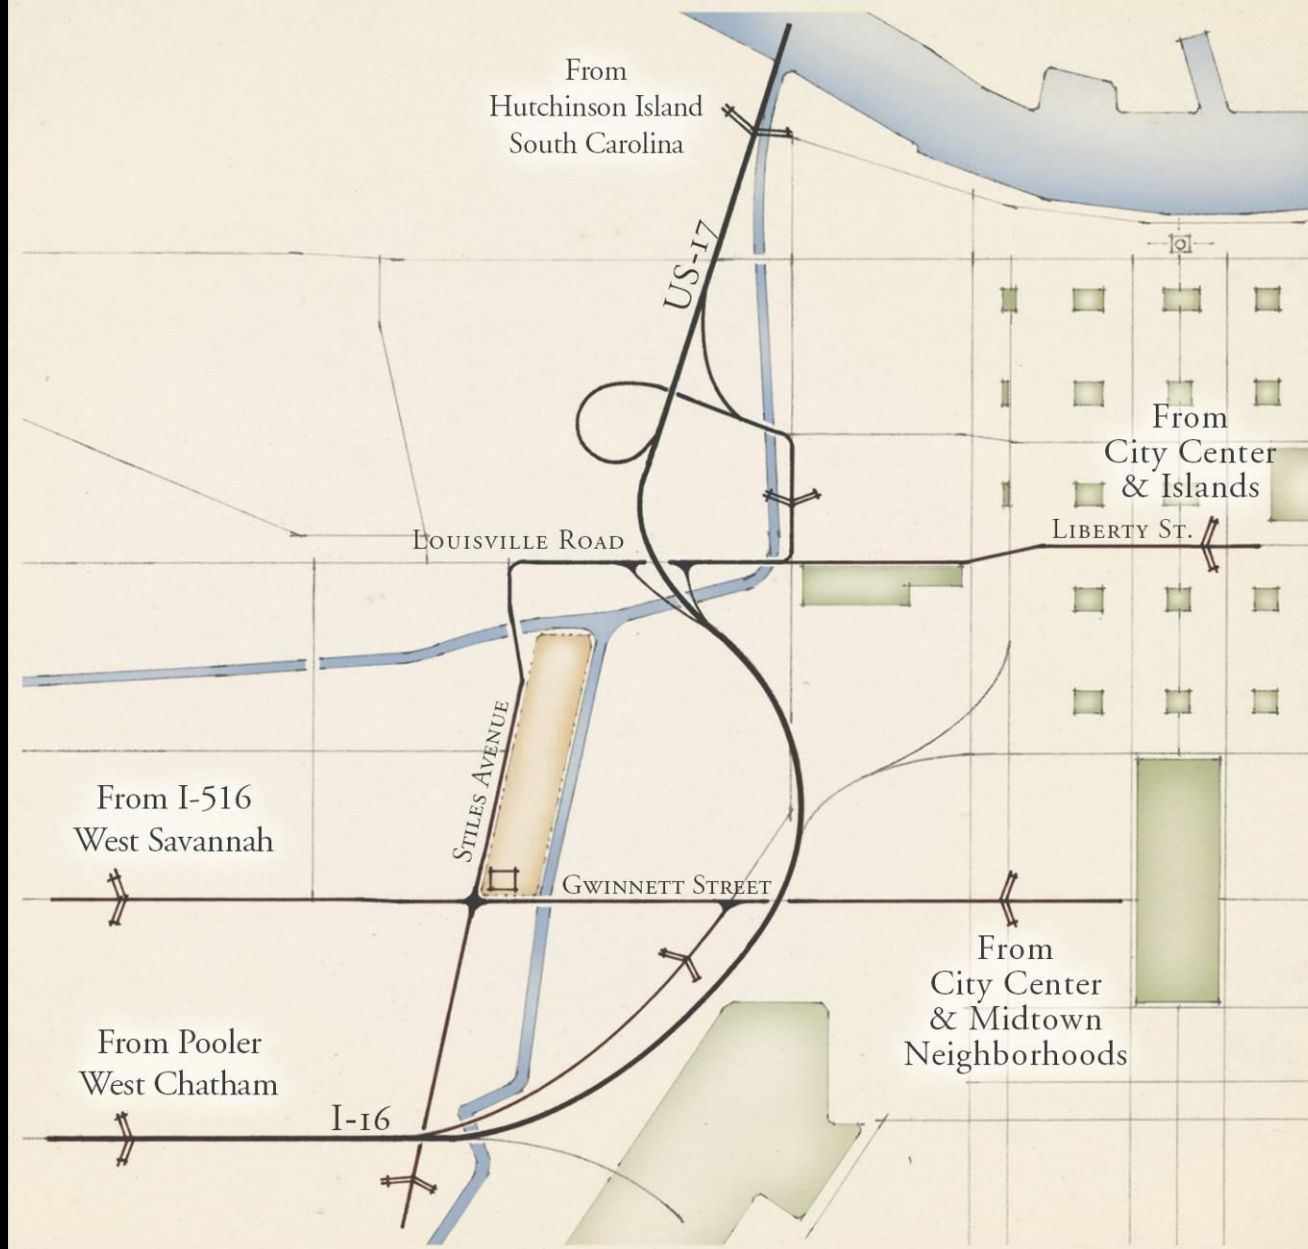 From
Hutchinson Island
South Carolina
US-17
From
City Center
& Islands
Louisville Road
Liberty St.
Stiles Avenue
From I-516
West Savannah
Gwinnett Street
From
City Center
& Midtown
Neighborhoods
From Pooler
West Chatham
I-16